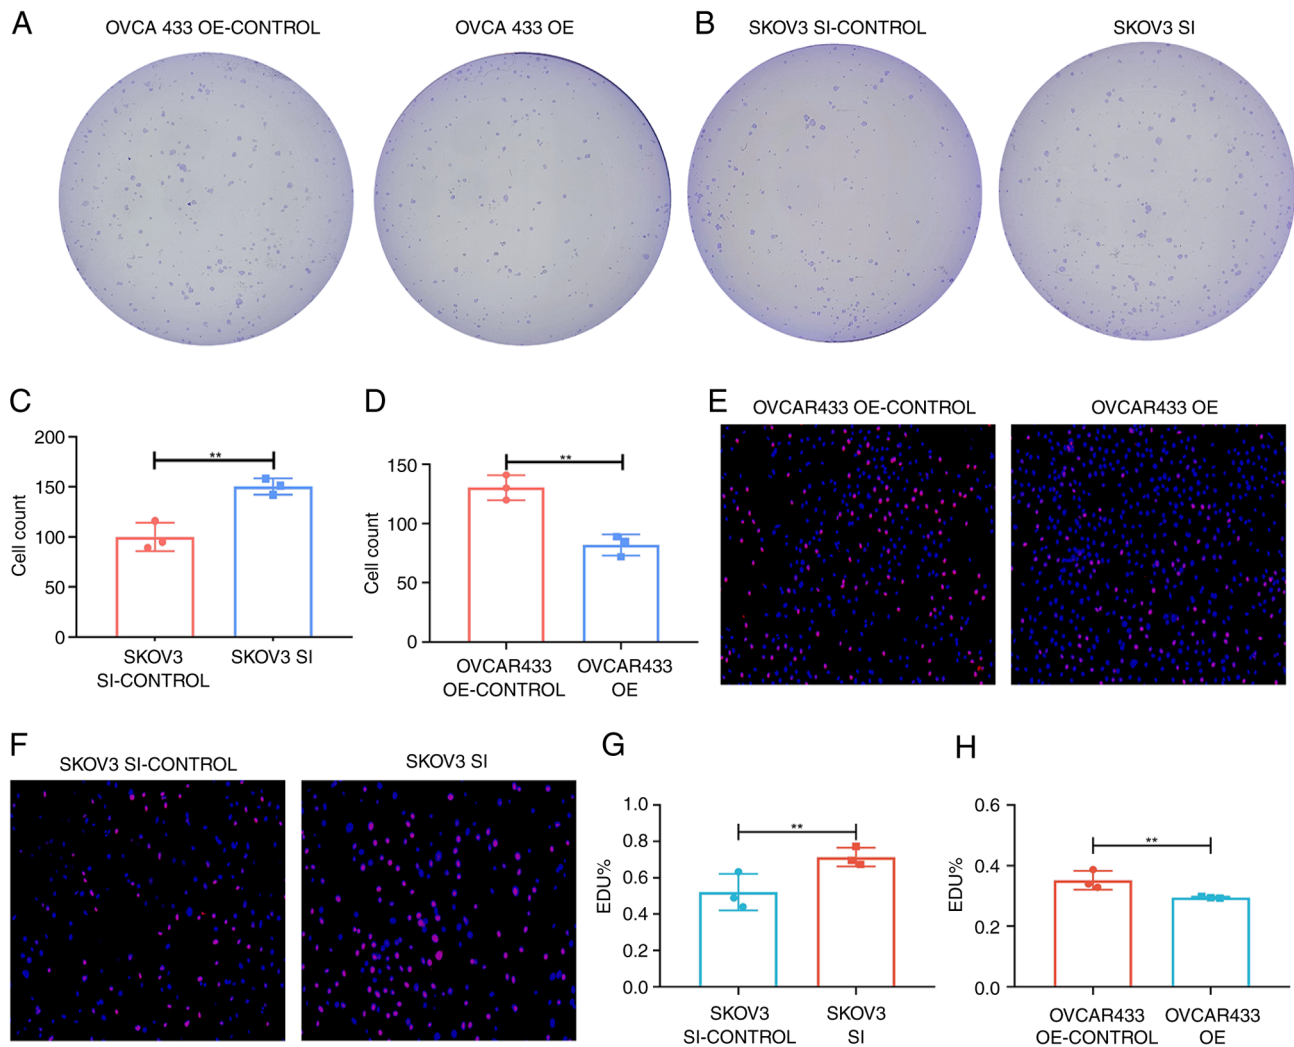 A
OVCA 433 OE-CONTROL
OVCA 433 OE
B
SKOV3 SI-CONTROL
SKOV3 SI
C
Cell count
200
150
100
50
0
**
SKOV3
SI-CONTROL
SKOV3 SI
D
Cell count
150
100
50
0
**
OVCAR433
OE-CONTROL
OVCAR433
OE
E
OVCAR433 OE-CONTROL
OVCAR433 OE
F
SKOV3 SI-CONTROL
SKOV3 SI
G
EDU%
1.0
0.8
0.6
0.4
0.2
0.0
**
SKOV3
SI-CONTROL
SKOV3
SI
H
EDU%
0.6
0.4
0.2
0.0
**
OVCAR433
OE-CONTROL
OVCAR433
OE